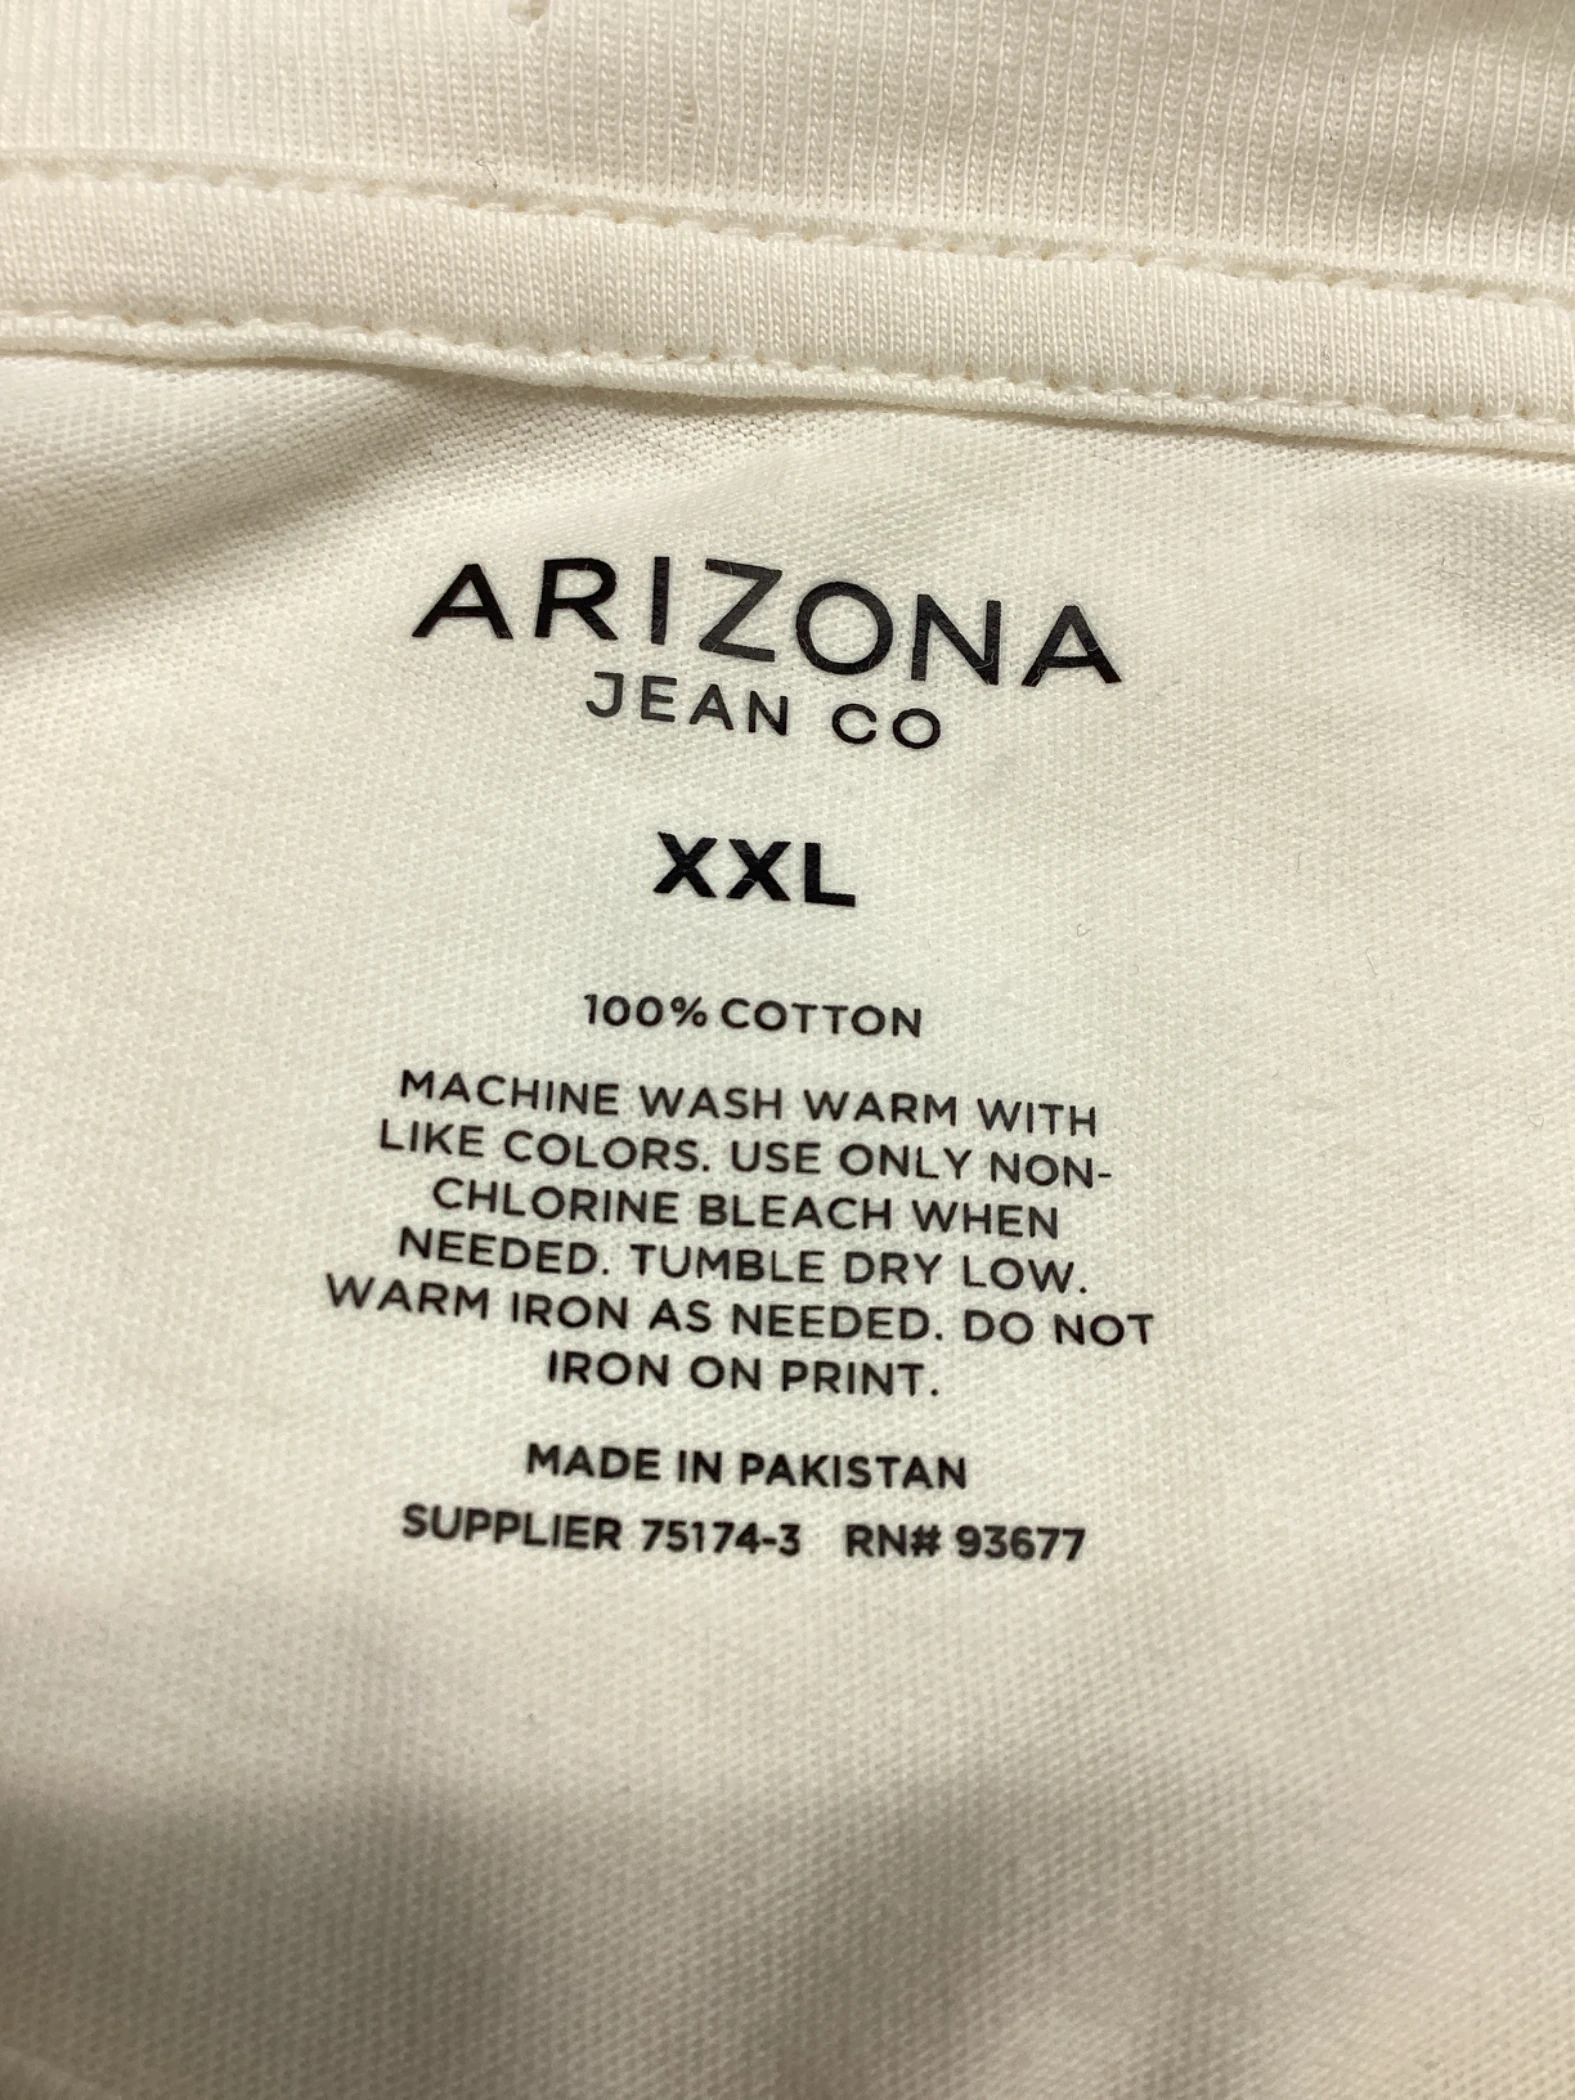 ARIZONA
JEAN CO
XXL
100% COTTON
MACHINE WASH WARM WITH
LIKE COLORS. USE ONLY NON-
CHLORINE BLEACH WHEN
NEEDED. TUMBLE DRY LOW.
WARM IRON AS NEEDED. DO NOT
IRON ON PRINT.
MADE IN PAKISTAN
SUPPLIER 75174-3 RN# 93677